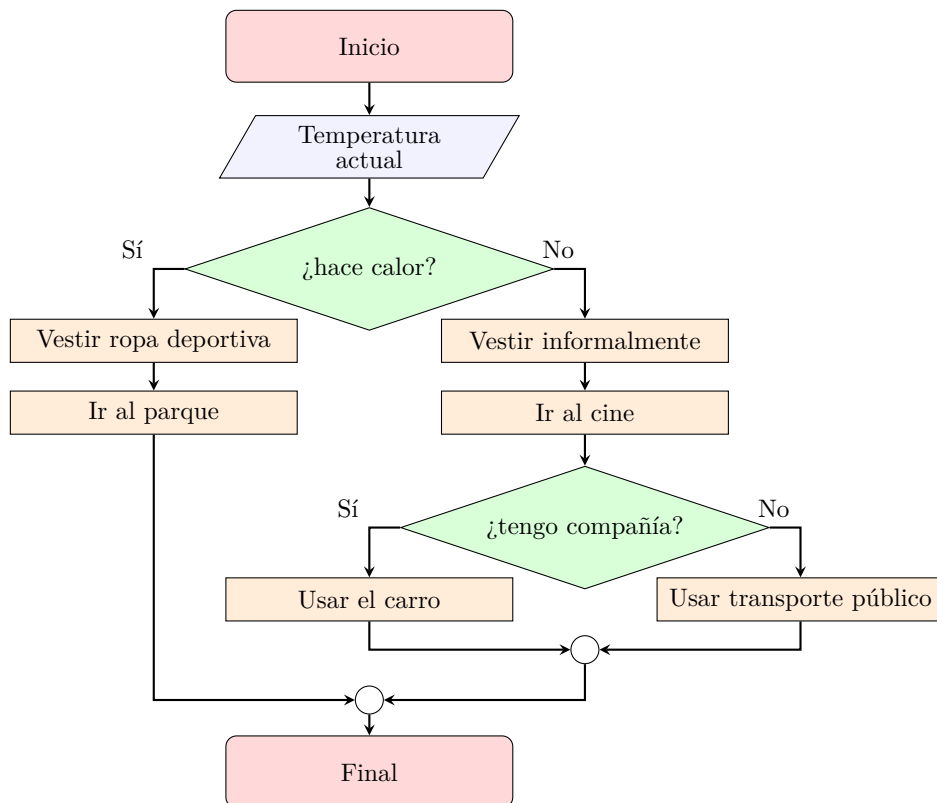 Inicio
Temperatura
actual
¿hace calor?
Sí
No
Vestir ropa deportiva
Vestir informalmente
Ir al parque
Ir al cine
¿tengo compañía?
Sí
No
Usar el carro
Usar transporte público
Final